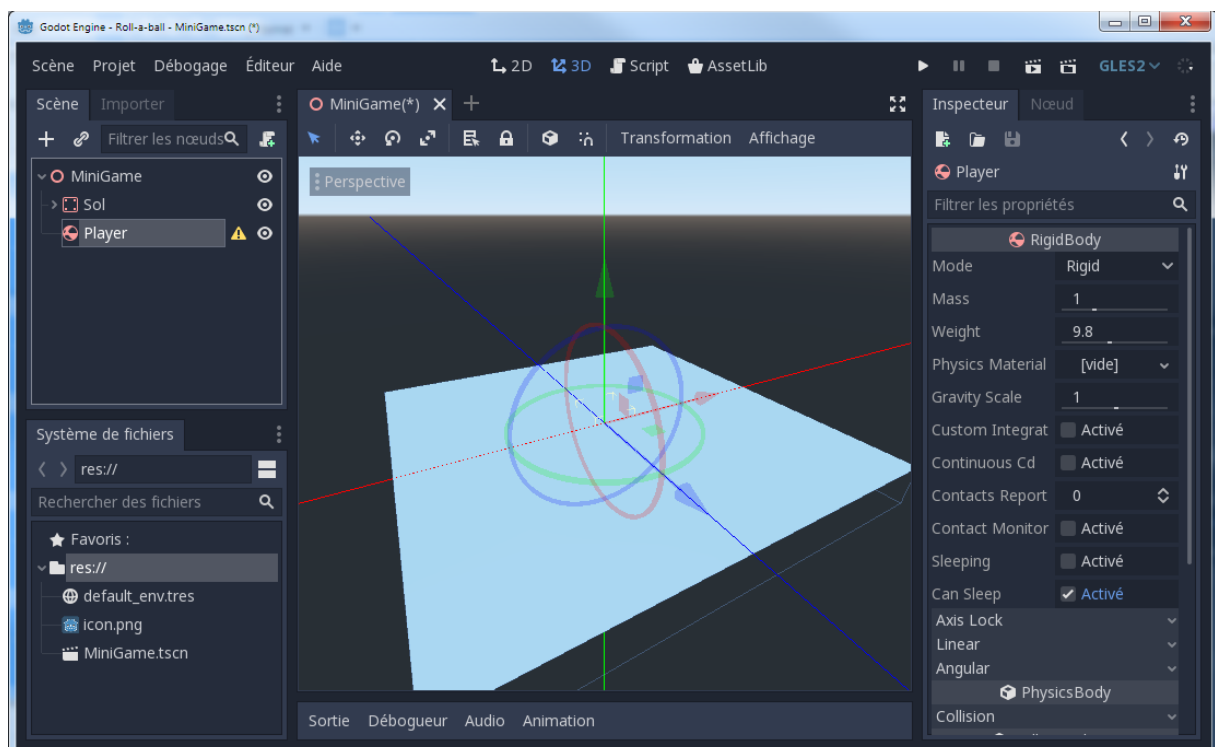 Godot Engine - Roll-a-ball - MiniGame.tscn (*)
Scène Projet Débogage Éditeur Aide 2D 3D Script AssetLib GLES2
Scène Importer
Filtrer les nœuds
MiniGame
Sol
Player
Système de fichiers
res://
Rechercher des fichiers
Favoris :
res://
default_env.tres
icon.png
MiniGame.tscn
MiniGame(*)
Transformation Affichage
Perspective
Sortie Débogueur Audio Animation
Inspecteur Nœud
Player
Filtrer les propriétés
RigidBody
Mode Rigid
Mass 1
Weight 9.8
Physics Material [vide]
Gravity Scale 1
Custom Integrat Activé
Continuous Cd Activé
Contacts Report 0
Contact Monitor Activé
Sleeping Activé
Can Sleep Activé
Axis Lock
Linear
Angular
PhysicsBody
Collision